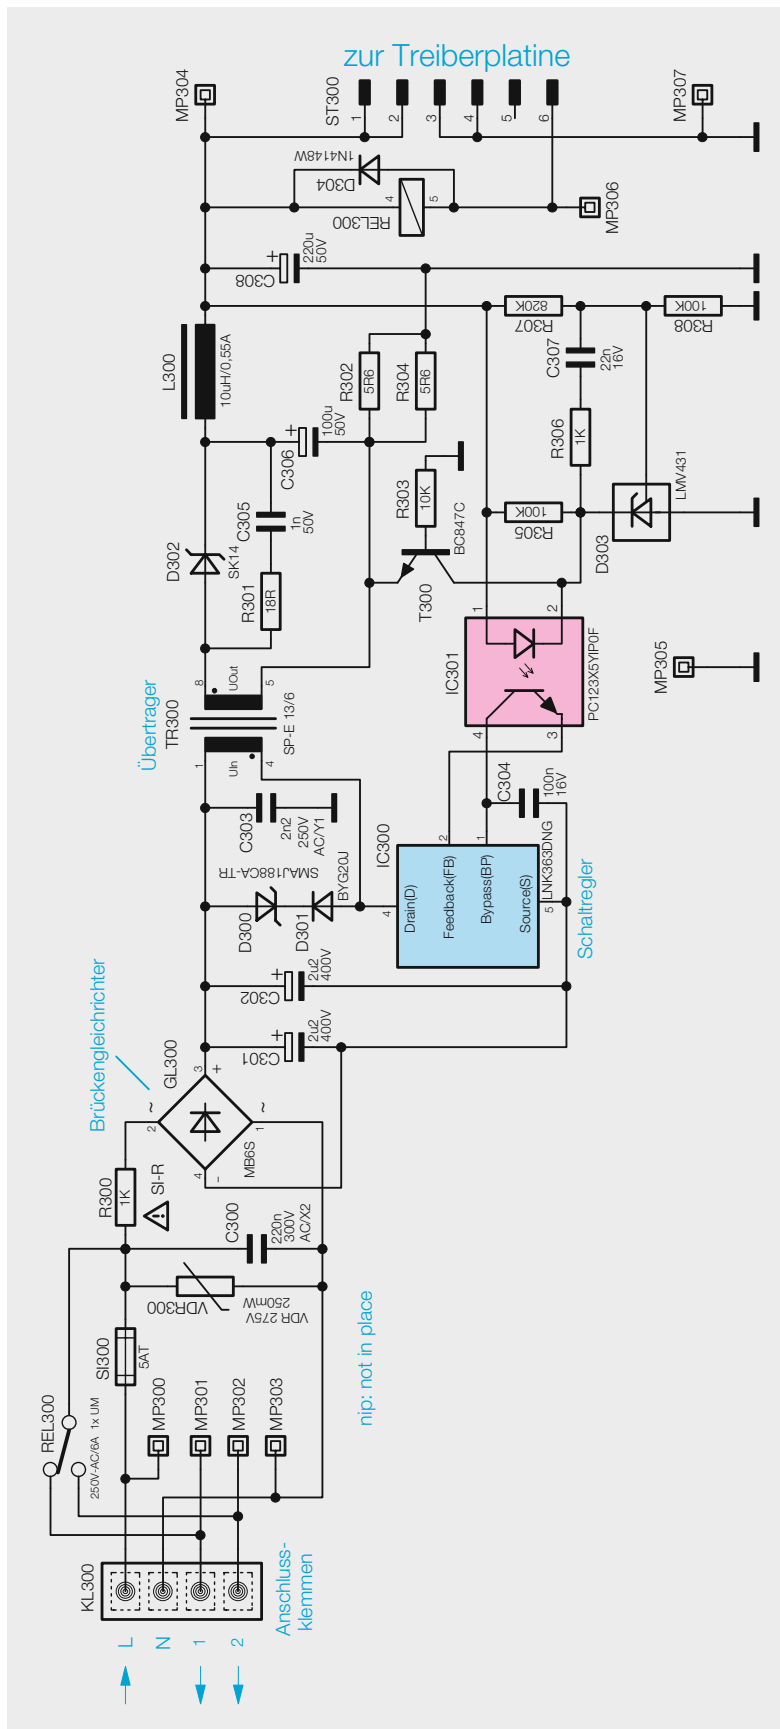 zur Treiberplatine
MP304
ST300
1
2
3
4
5
6
MP307
1N4148W
D304
4
5
REL300
MP306
+
C308
220u
50V
820K
R307
100K
R308
L300
10uH/0,55A
R302
5R6
R304
5R6
C307
22n
16V
+
C306
100u
50V
R306
1K
C305
1n
50V
R303
10K
BC847C
100K
R305
LMV431
D303
D302
SK14
R301
18R
T300
1
2
IC301
PC123X5YIP0F
4
3
MP305
Übertrager
TR300
8
UOut
5
SP-E 13/6
1
UIn
4
C303
2n2
250V
AC/Y1
C304
100n
16V
IC300
2
1
LNK363DNG
Drain(D)
Feedback(FB)
Bypass(BP)
Source(S)
4
5
Schaltregler
SMAJ188CA-TR
D300
D301
BYG20J
+
C302
2u2
400V
+
C301
2u2
400V
Brückengleichrichter
GL300
3
+
~
2
~
1
4
-
MB6S
R300
1K
SI-R
C300
220n
300V
AC/X2
VDR300
VDR 275V
250mW
SI300
5AT
nip: not in place
REL300
250V-AC/6A 1x UM
MP300
MP301
MP302
MP303
KL300
Anschluss-
klemmen
L
N
1
2